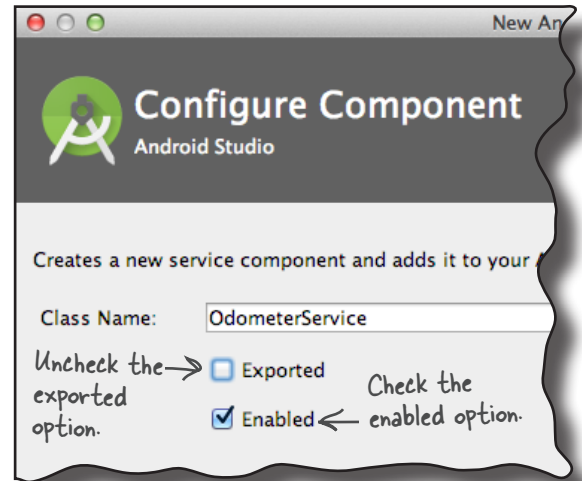 New An
Configure Component
Android Studio
Creates a new service component and adds it to your
Class Name: OdometerService
Uncheck the exported option.
Exported
Check the enabled option.
Enabled